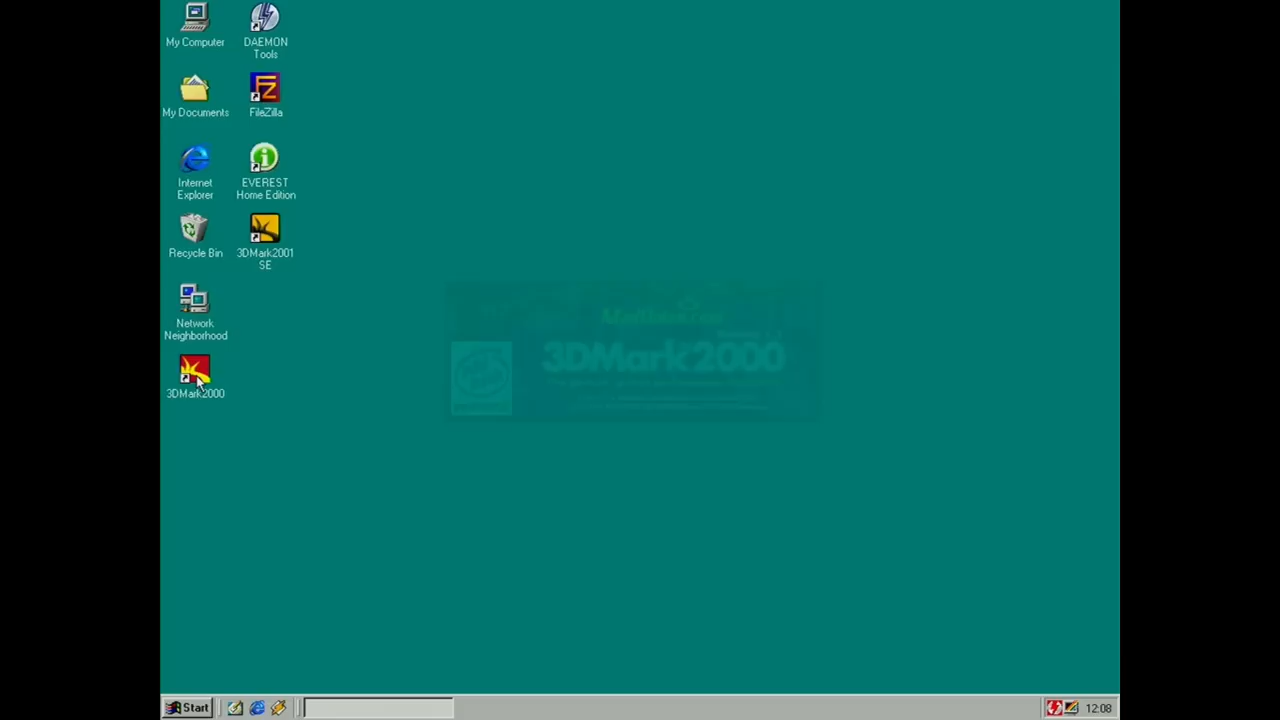 My Computer
DAEMON
Tools
My Documents
FileZilla
Internet
Explorer
EVEREST
Home Edition
Recycle Bin
3DMark2001
SE
Network
Neighborhood
3DMark2000
3DMark2000
Start
12:08